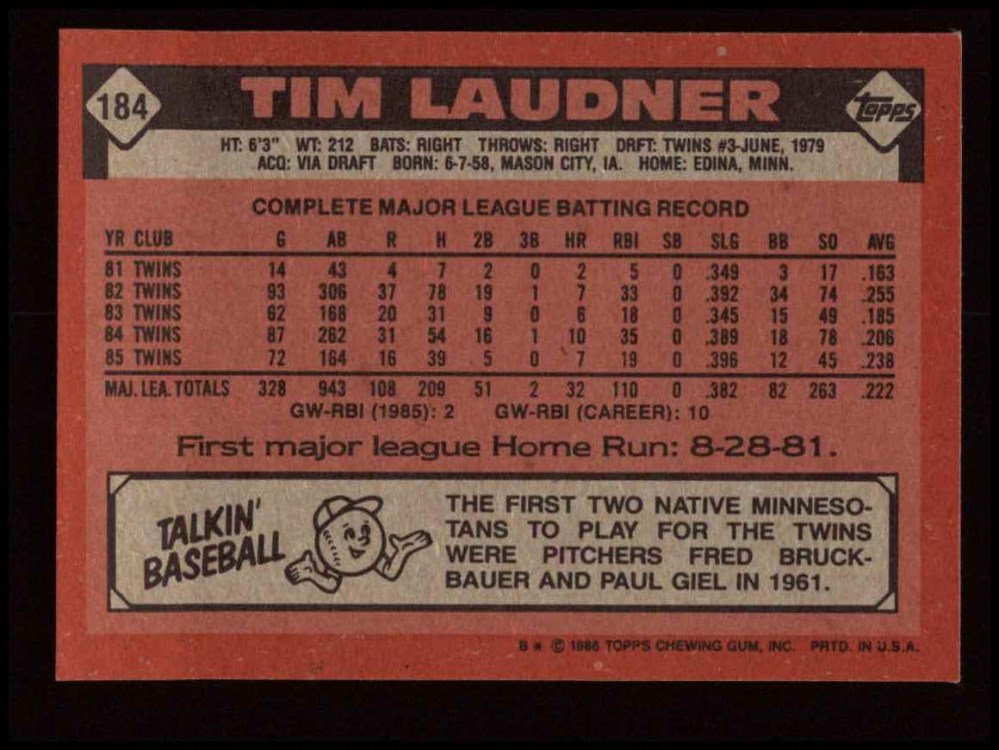 184
TIM LAUDNER
topps
HT: 6'3" WT: 212 BATS: RIGHT THROWS: RIGHT DRFT: TWINS #3-JUNE, 1979
ACQ: VIA DRAFT BORN: 6-7-58, MASON CITY, IA. HOME: EDINA, MINN.
COMPLETE MAJOR LEAGUE BATTING RECORD
YR CLUB G AB R H 2B 3B HR RBI SB SLG BB SO AVG
81 TWINS 14 43 4 7 2 0 2 5 0 .349 3 17 .163
82 TWINS 93 306 37 78 19 1 7 33 0 .392 34 74 .255
83 TWINS 62 168 20 31 9 0 6 18 0 .345 15 49 .185
84 TWINS 87 262 31 54 16 1 10 35 0 .389 18 78 .206
85 TWINS 72 164 16 39 5 0 7 19 0 .396 12 45 .238
MAJ. LEA. TOTALS 328 943 108 209 51 2 32 110 0 .382 82 263 .222
GW-RBI (1985): 2 GW-RBI (CAREER): 10
First major league Home Run: 8-28-81.
TALKIN'
BASEBALL
THE FIRST TWO NATIVE MINNESO-
TANS TO PLAY FOR THE TWINS
WERE PITCHERS FRED BRUCK-
BAUER AND PAUL GIEL IN 1961.
B * © 1986 TOPPS CHEWING GUM, INC. PRTD. IN U.S.A.